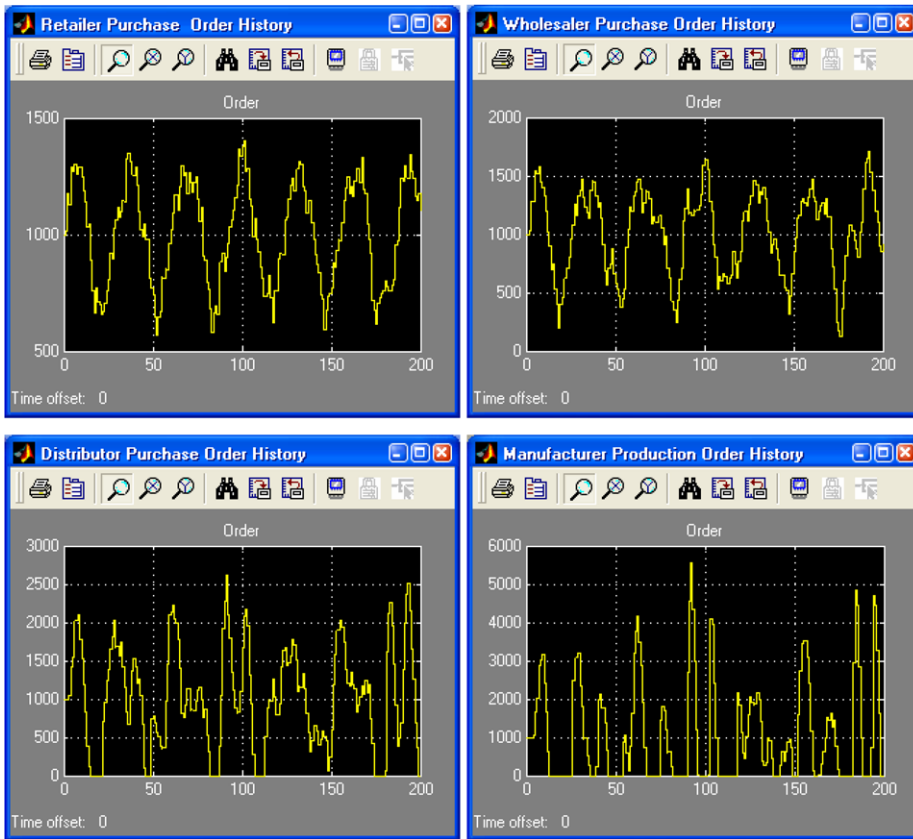 Retailer Purchase Order History
Order
1500
1000
500
0 50 100 150 200
Time offset: 0
Wholesaler Purchase Order History
Order
2000
1500
1000
500
0
0 50 100 150 200
Time offset: 0
Distributor Purchase Order History
Order
3000
2500
2000
1500
1000
500
0
0 50 100 150 200
Time offset: 0
Manufacturer Production Order History
Order
6000
5000
4000
3000
2000
1000
0
0 50 100 150 200
Time offset: 0